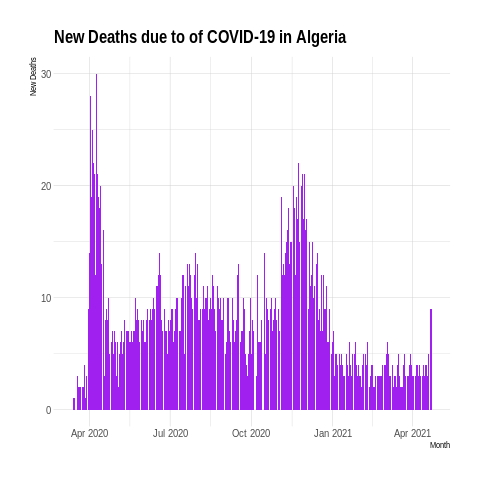 New Deaths due to of COVID-19 in Algeria
New Deaths
30
20
10
0
Apr 2020 Jul 2020 Oct 2020 Jan 2021 Apr 2021
Month